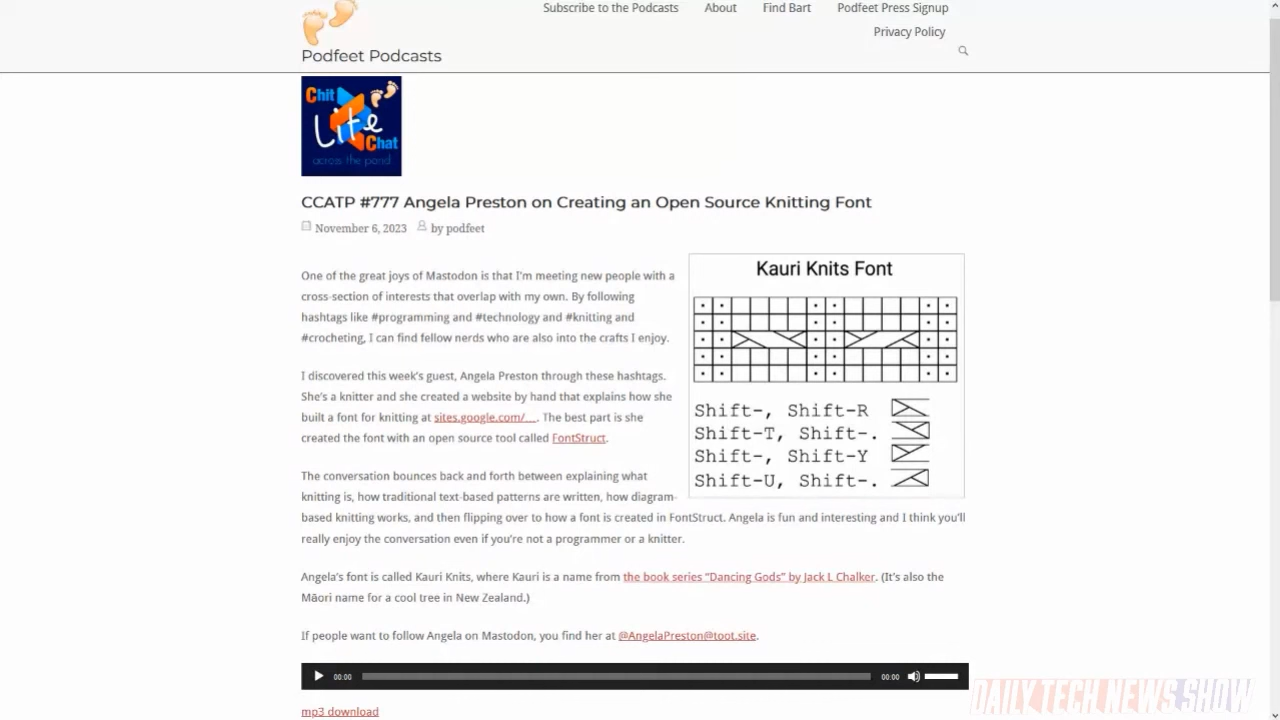 Subscribe to the Podcasts About Find Bart Podfeet Press Signup
Privacy Policy
Podfeet Podcasts
Chit
Lite
Chat
across the pond
CCATP #777 Angela Preston on Creating an Open Source Knitting Font
November 6, 2023 by podfeet
One of the great joys of Mastodon is that I'm meeting new people with a
cross-section of interests that overlap with my own. By following
hashtags like #programming and #technology and #knitting and
#crocheting, I can find fellow nerds who are also into the crafts I enjoy.
I discovered this week's guest, Angela Preston through these hashtags.
She's a knitter and she created a website by hand that explains how she
built a font for knitting at sites.google.com/.... The best part is she
created the font with an open source tool called FontStruct.
The conversation bounces back and forth between explaining what
knitting is, how traditional text-based patterns are written, how diagram-
based knitting works, and then flipping over to how a font is created in FontStruct. Angela is fun and interesting and I think you'll
really enjoy the conversation even if you're not a programmer or a knitter.
Kauri Knits Font
Shift-, Shift-R
Shift-T, Shift-.
Shift-, Shift-Y
Shift-U, Shift-.
Angela's font is called Kauri Knits, where Kauri is a name from the book series "Dancing Gods" by Jack L Chalker. (It's also the
Māori name for a cool tree in New Zealand.)
If people want to follow Angela on Mastodon, you find her at @AngelaPreston@toot.site.
00:00 00:00
mp3 download
DAILY TECH NEWS SHOW